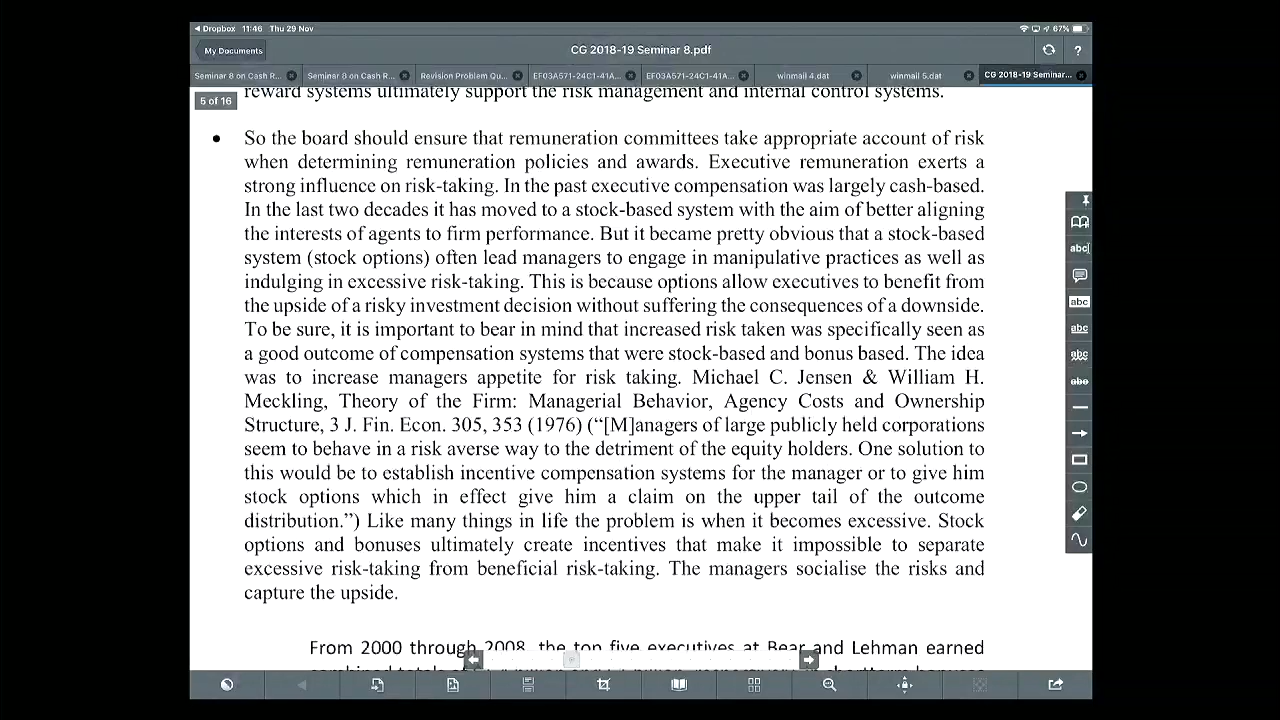 Dropbox 11:46 Thu 29 Nov
67%
My Documents
CG 2018-19 Seminar 8.pdf
?
Seminar 8 on Cash R...
Seminar 8 on Cash R...
Revision Problem Qu...
EF03A571-24C1-41A...
EF03A571-24C1-41A...
winmail 4.dat
winmail 5.dat
CG 2018-19 Seminar...
5 of 16
reward systems ultimately support the risk management and internal control systems.
• So the board should ensure that remuneration committees take appropriate account of risk
when determining remuneration policies and awards. Executive remuneration exerts a
strong influence on risk-taking. In the past executive compensation was largely cash-based.
In the last two decades it has moved to a stock-based system with the aim of better aligning
the interests of agents to firm performance. But it became pretty obvious that a stock-based
system (stock options) often lead managers to engage in manipulative practices as well as
indulging in excessive risk-taking. This is because options allow executives to benefit from
the upside of a risky investment decision without suffering the consequences of a downside.
To be sure, it is important to bear in mind that increased risk taken was specifically seen as
a good outcome of compensation systems that were stock-based and bonus based. The idea
was to increase managers appetite for risk taking. Michael C. Jensen & William H.
Meckling, Theory of the Firm: Managerial Behavior, Agency Costs and Ownership
Structure, 3 J. Fin. Econ. 305, 353 (1976) (“[M]anagers of large publicly held corporations
seem to behave in a risk averse way to the detriment of the equity holders. One solution to
this would be to establish incentive compensation systems for the manager or to give him
stock options which in effect give him a claim on the upper tail of the outcome
distribution.”) Like many things in life the problem is when it becomes excessive. Stock
options and bonuses ultimately create incentives that make it impossible to separate
excessive risk-taking from beneficial risk-taking. The managers socialise the risks and
capture the upside.
From 2000 through 2008, the top five executives at Bear and Lehman earned
abc
abc
abc
abc
abc